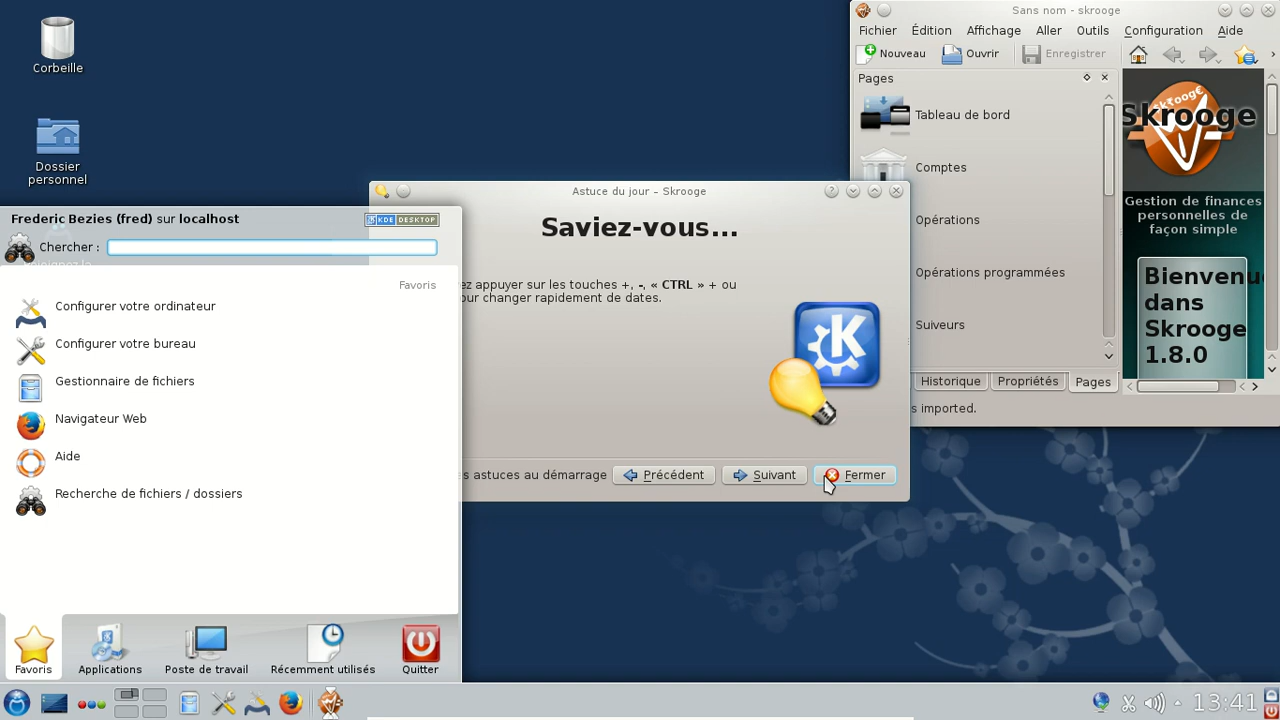 Corbeille
Dossier
personnel
Sans nom - skrooge
Fichier Édition Affichage Aller Outils Configuration Aide
Nouveau Ouvrir Enregistrer
Pages
Tableau de bord
Comptes
Opérations
Opérations programmées
Suiveurs
Historique Propriétés Pages
s imported.
Skrooge
Skrooge
Gestion de finances
personnelles de
façon simple
Bienvenu
dans
Skrooge
1.8.0
Astuce du jour – Skrooge
Saviez-vous...
ez appuyer sur les touches +, -, « CTRL » + ou
our changer rapidement de dates.
s astuces au démarrage Précédent Suivant Fermer
Frederic Bezies (fred) sur localhost
KDE DESKTOP
Chercher :
Favoris
Configurer votre ordinateur
Configurer votre bureau
Gestionnaire de fichiers
Navigateur Web
Aide
Recherche de fichiers / dossiers
Favoris Applications Poste de travail Récemment utilisés Quitter
13:41